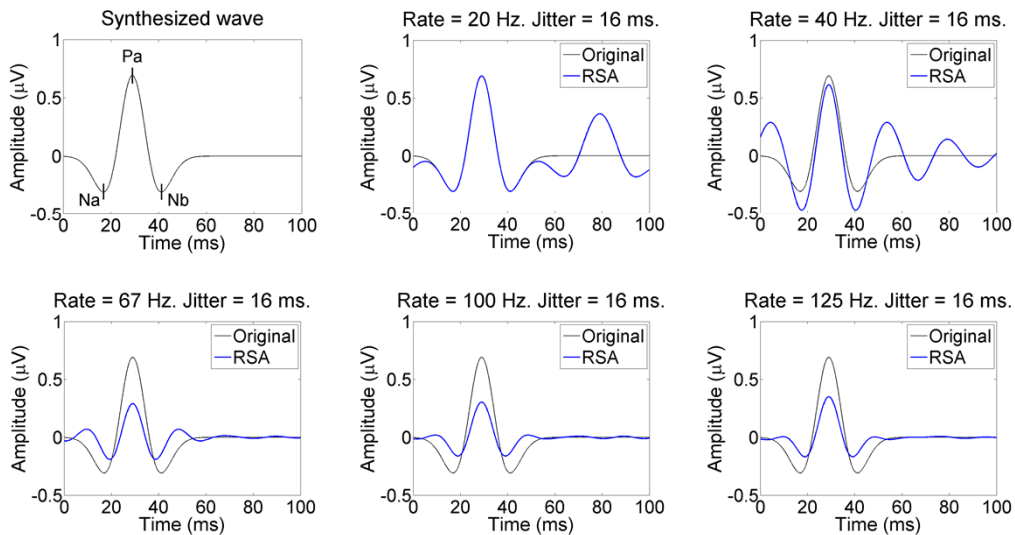 Synthesized wave
Amplitude (µV)
1
0.5
0
-0.5
Pa
Na
Nb
0 20 40 60 80 100
Time (ms)
Rate = 20 Hz. Jitter = 16 ms.
Amplitude (µV)
1
0.5
0
-0.5
Original
RSA
0 20 40 60 80 100
Time (ms)
Rate = 40 Hz. Jitter = 16 ms.
Amplitude (µV)
1
0.5
0
-0.5
Original
RSA
0 20 40 60 80 100
Time (ms)
Rate = 67 Hz. Jitter = 16 ms.
Amplitude (µV)
1
0.5
0
-0.5
Original
RSA
0 20 40 60 80 100
Time (ms)
Rate = 100 Hz. Jitter = 16 ms.
Amplitude (µV)
1
0.5
0
-0.5
Original
RSA
0 20 40 60 80 100
Time (ms)
Rate = 125 Hz. Jitter = 16 ms.
Amplitude (µV)
1
0.5
0
-0.5
Original
RSA
0 20 40 60 80 100
Time (ms)